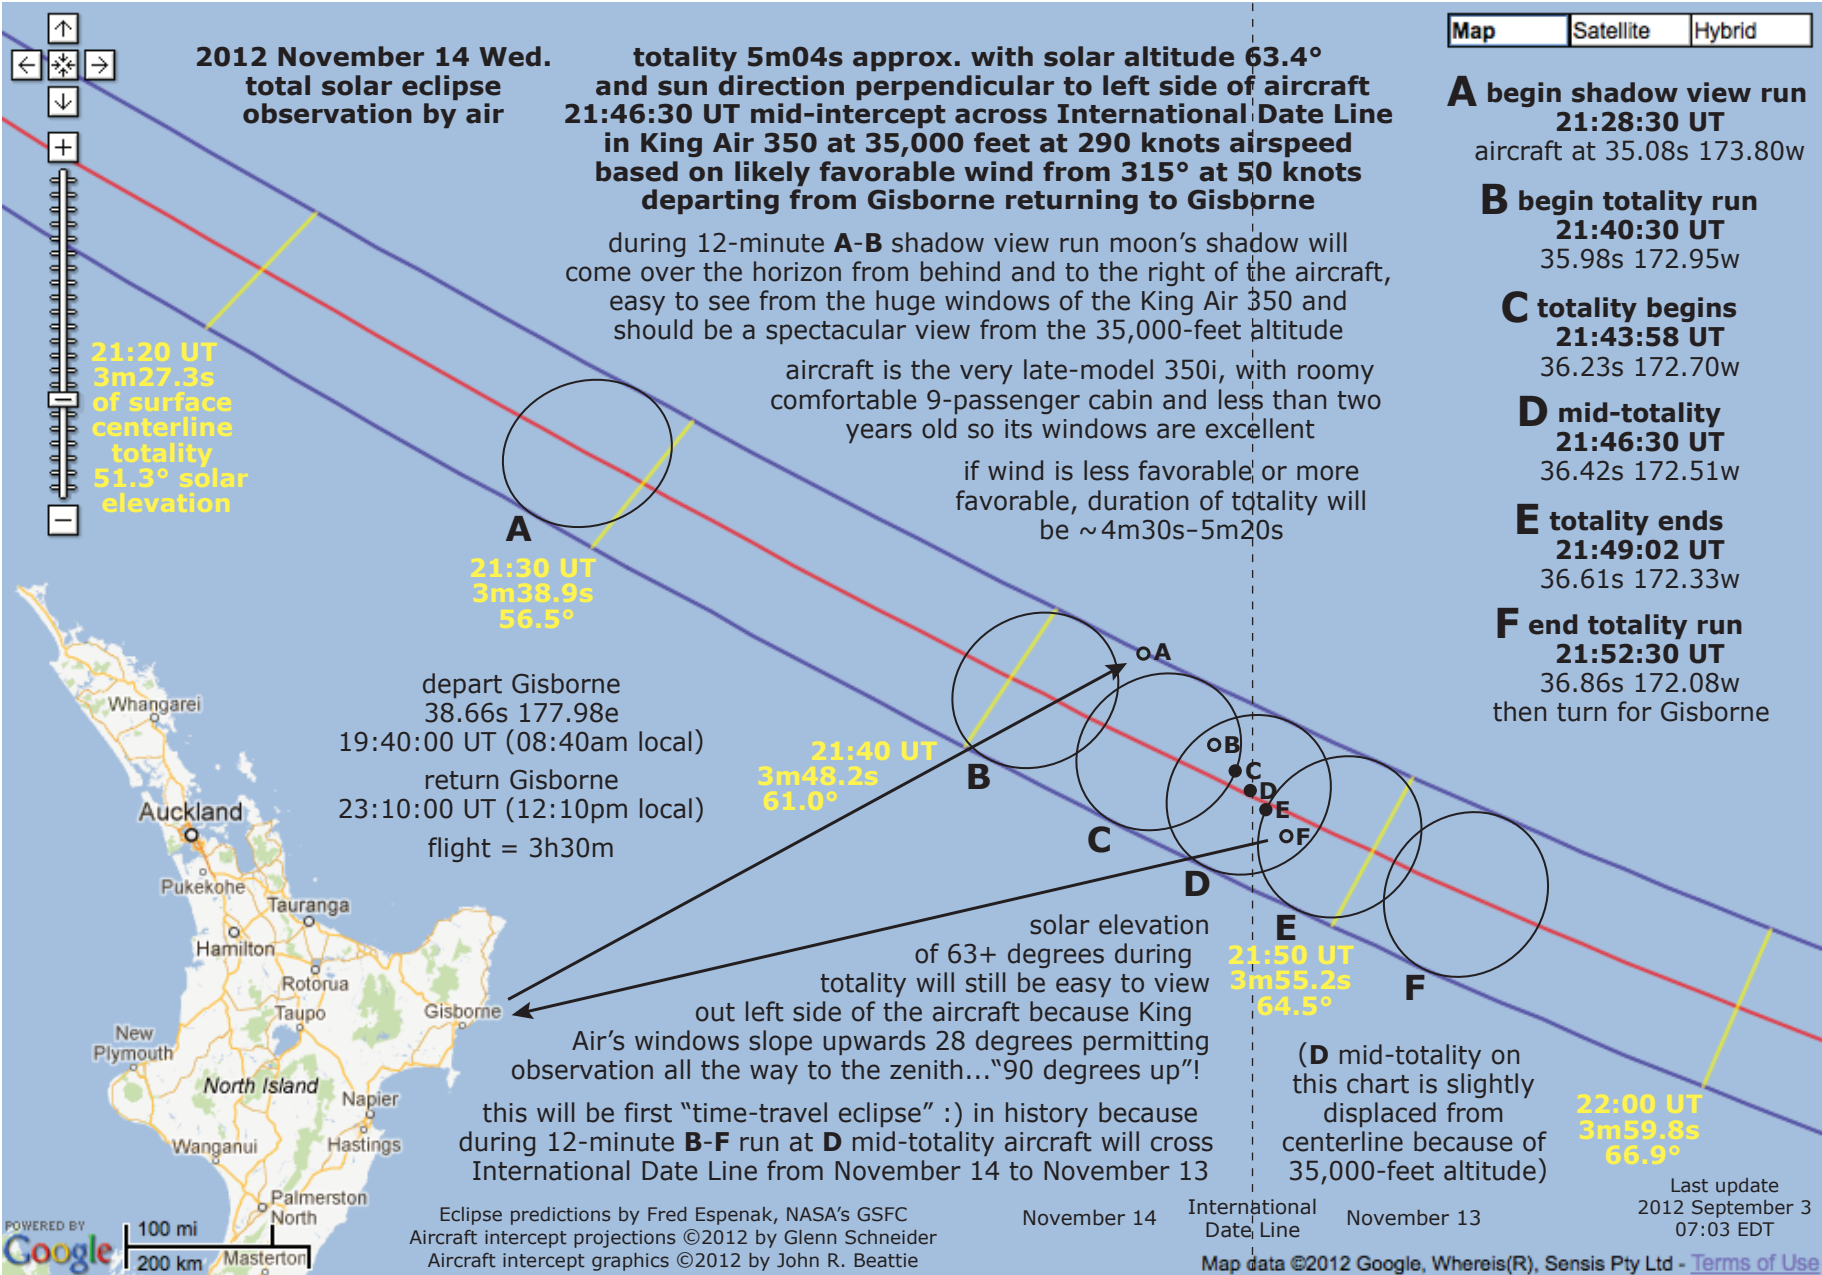 2012 November 14 Wed.
total solar eclipse
observation by air
totality 5m04s approx. with solar altitude 63.4°
and sun direction perpendicular to left side of aircraft
21:46:30 UT mid-intercept across International Date Line
in King Air 350 at 35,000 feet at 290 knots airspeed
based on likely favorable wind from 315° at 50 knots
departing from Gisborne returning to Gisborne
during 12-minute A-B shadow view run moon's shadow will
come over the horizon from behind and to the right of the aircraft,
easy to see from the huge windows of the King Air 350 and
should be a spectacular view from the 35,000-feet altitude
aircraft is the very late-model 350i, with roomy
comfortable 9-passenger cabin and less than two
years old so its windows are excellent
if wind is less favorable or more
favorable, duration of totality will
be ~4m30s–5m20s
Map
Satellite
Hybrid
A begin shadow view run
21:28:30 UT
aircraft at 35.08s 173.80w
B begin totality run
21:40:30 UT
35.98s 172.95w
C totality begins
21:43:58 UT
36.23s 172.70w
D mid-totality
21:46:30 UT
36.42s 172.51w
E totality ends
21:49:02 UT
36.61s 172.33w
F end totality run
21:52:30 UT
36.86s 172.08w
then turn for Gisborne
21:20 UT
3m27.3s
of surface
centerline
totality
51.3° solar
elevation
A
21:30 UT
3m38.9s
56.5°
depart Gisborne
38.66s 177.98e
19:40:00 UT (08:40am local)
return Gisborne
23:10:00 UT (12:10pm local)
flight = 3h30m
21:40 UT
3m48.2s
61.0°
B
C
D
E
F
A
B
C
D
E
F
21:50 UT
3m55.2s
64.5°
solar elevation
of 63+ degrees during
totality will still be easy to view
out left side of the aircraft because King
Air's windows slope upwards 28 degrees permitting
observation all the way to the zenith…"90 degrees up"!
this will be first "time-travel eclipse" :) in history because
during 12-minute B-F run at D mid-totality aircraft will cross
International Date Line from November 14 to November 13
(D mid-totality on
this chart is slightly
displaced from
centerline because of
35,000-feet altitude)
22:00 UT
3m59.8s
66.9°
Whangarei
Auckland
Pukekohe
Tauranga
Hamilton
Rotorua
Taupo
Gisborne
New
Plymouth
North Island
Napier
Wanganui
Hastings
Palmerston
North
Masterton
POWERED BY
Google
100 mi
200 km
Eclipse predictions by Fred Espenak, NASA's GSFC
Aircraft intercept projections ©2012 by Glenn Schneider
Aircraft intercept graphics ©2012 by John R. Beattie
November 14
International
Date Line
November 13
Last update
2012 September 3
07:03 EDT
Map data ©2012 Google, Whereis(R), Sensis Pty Ltd - Terms of Use